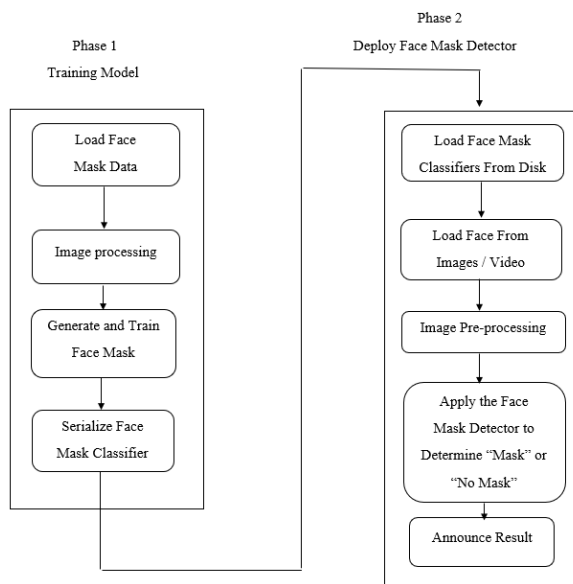 Phase 1
Training Model
Load Face
Mask Data
Image processing
Generate and Train
Face Mask
Serialize Face
Mask Classifier
Phase 2
Deploy Face Mask Detector
Load Face Mask
Classifiers From Disk
Load Face From
Images / Video
Image Pre-processing
Apply the Face
Mask Detector to
Determine “Mask” or
“No Mask”
Announce Result